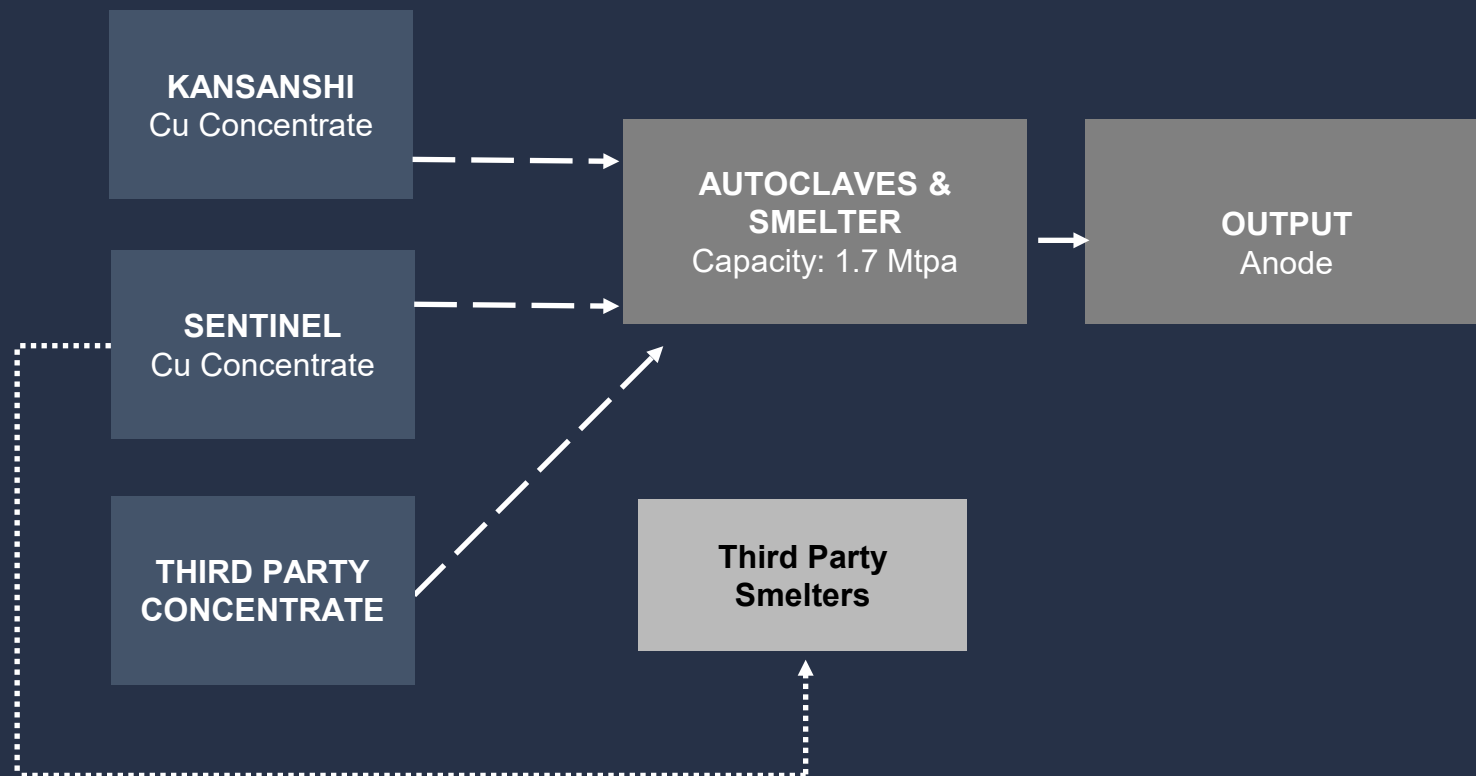 KANSANSHI
Cu Concentrate
AUTOCLAVES &
SMELTER
Capacity: 1.7 Mtpa
OUTPUT
Anode
SENTINEL
Cu Concentrate
THIRD PARTY
CONCENTRATE
Third Party
Smelters